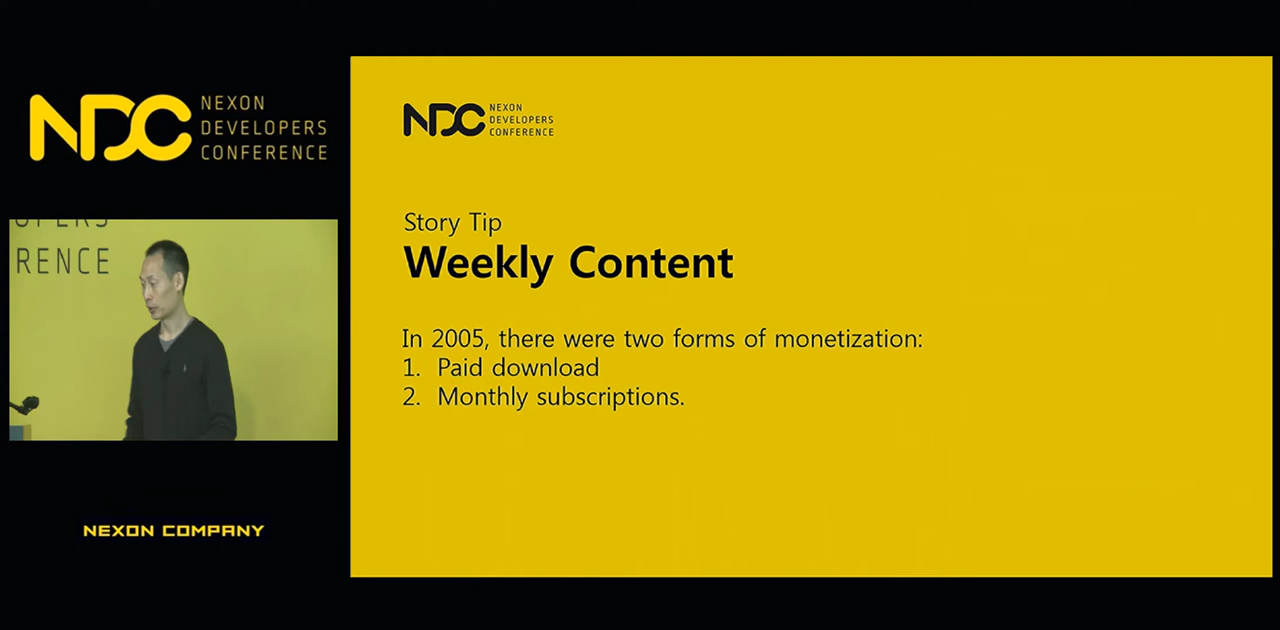 NDC NEXON
DEVELOPERS
CONFERENCE
NDC NEXON
DEVELOPERS
CONFERENCE
OPERS
RENCE
Story Tip
Weekly Content
In 2005, there were two forms of monetization:
1. Paid download
2. Monthly subscriptions.
NEXON COMPANY